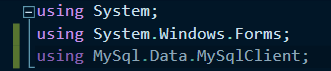 using System;
using System.Windows.Forms;
using MySql.Data.MySqlClient;